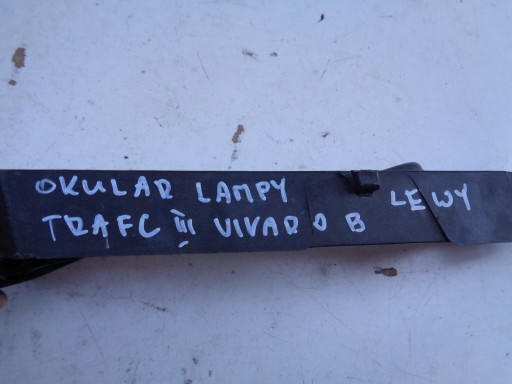 OKULAR LAMPY LEWY
TRAFC III VIVARO B